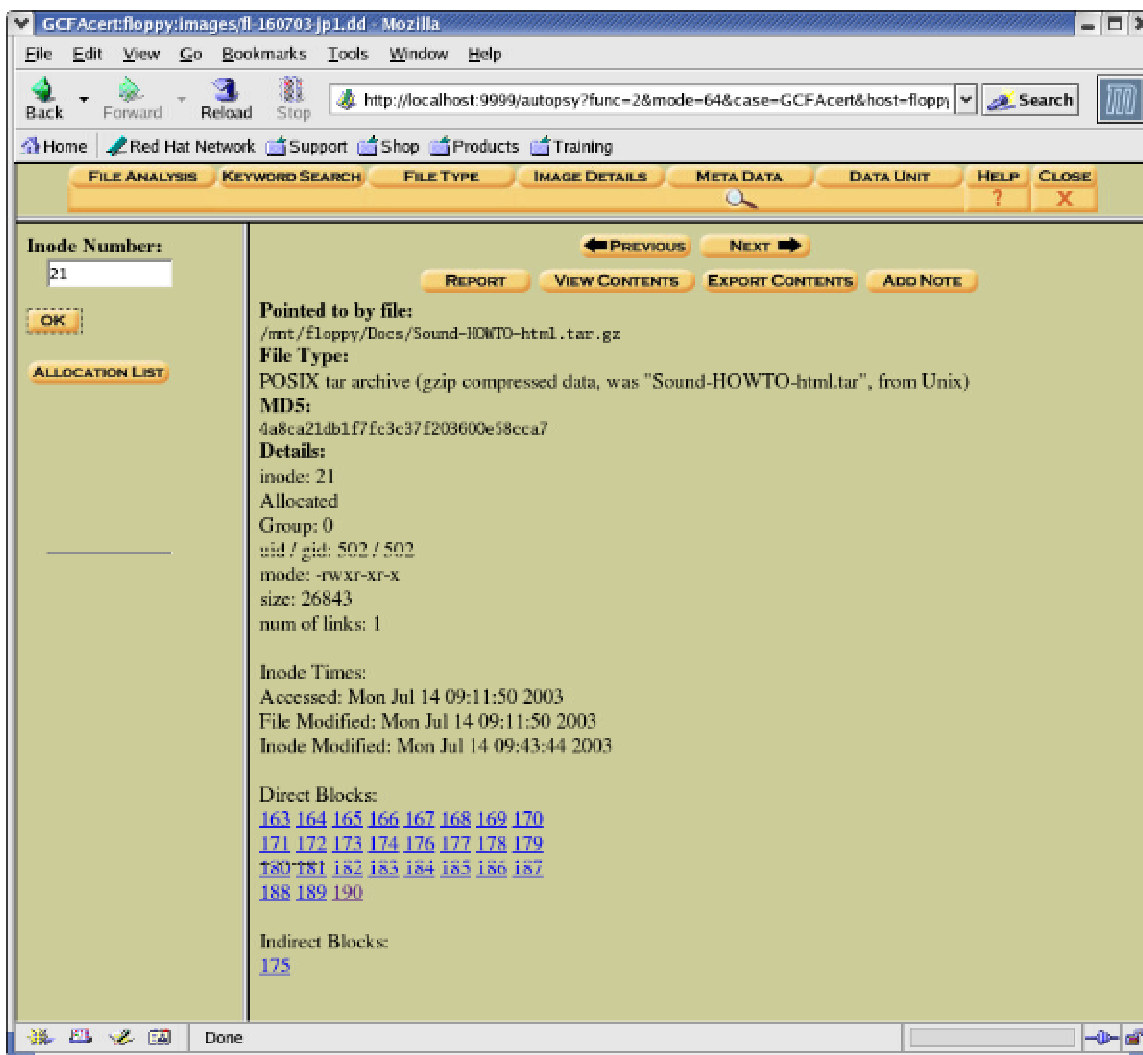 GCFAcert:floppy:images/fl-160703-jp1.dd - Mozilla
File Edit View Go Bookmarks Tools Window Help
Back Forward Reload Stop http://localhost:9999/autopsy?func=2&mode=64&case=GCFAcert&host=floppy Search
Home Red Hat Network Support Shop Products Training
FILE ANALYSIS KEYWORD SEARCH FILE TYPE IMAGE DETAILS META DATA DATA UNIT HELP CLOSE
? X
Inode Number:
21
OK
ALLOCATION LIST
PREVIOUS NEXT
REPORT VIEW CONTENTS EXPORT CONTENTS ADD NOTE
Pointed to by file:
/mnt/floppy/Docs/Sound-HOWTO-html.tar.gz
File Type:
POSIX tar archive (gzip compressed data, was "Sound-HOWTO-html.tar", from Unix)
MD5:
4a8ca21db1f7fc3c37f203600e58cca7
Details:
inode: 21
Allocated
Group: 0
uid / gid: 502 / 502
mode: -rwxr-xr-x
size: 26843
num of links: 1
Inode Times:
Accessed: Mon Jul 14 09:11:50 2003
File Modified: Mon Jul 14 09:11:50 2003
Inode Modified: Mon Jul 14 09:43:44 2003
Direct Blocks:
163 164 165 166 167 168 169 170
171 172 173 174 176 177 178 179
180 181 182 183 184 185 186 187
188 189 190
Indirect Blocks:
175
Done